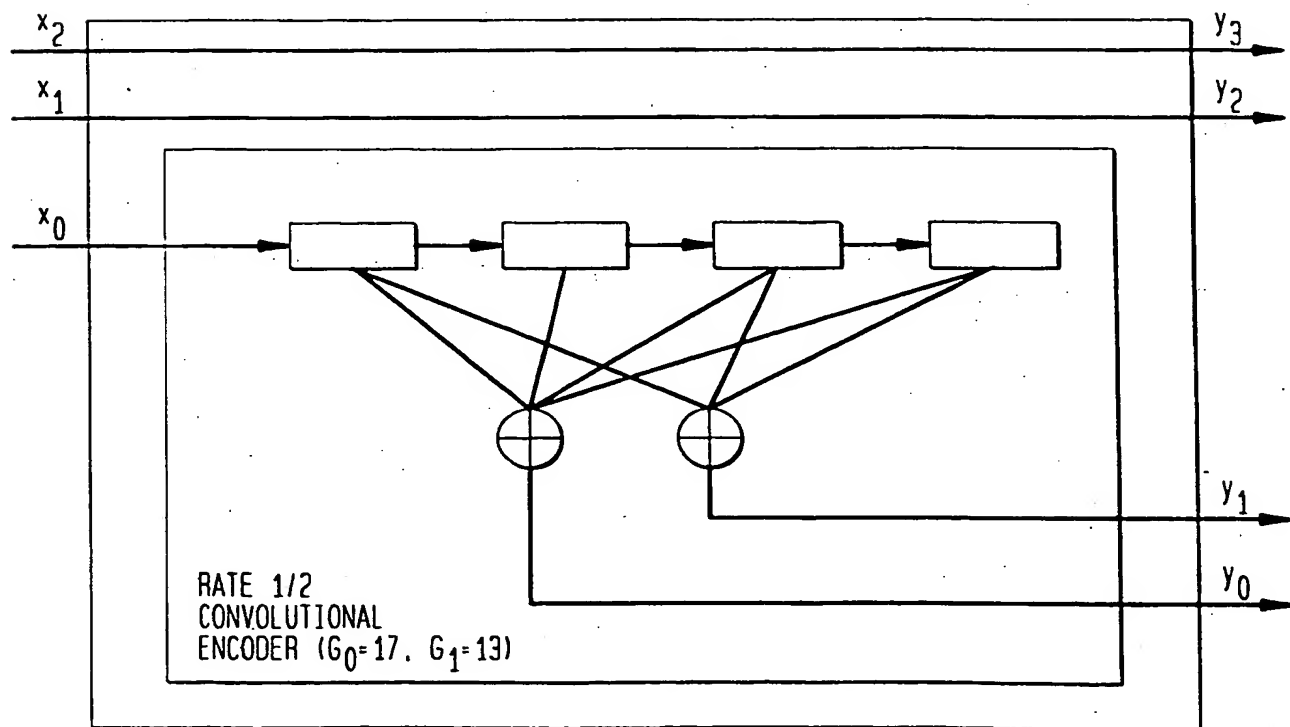 x₂ y₃
x₁ y₂
x₀
y₁
y₀
RATE 1/2
CONVOLUTIONAL
ENCODER (G₀=17. G₁=13)